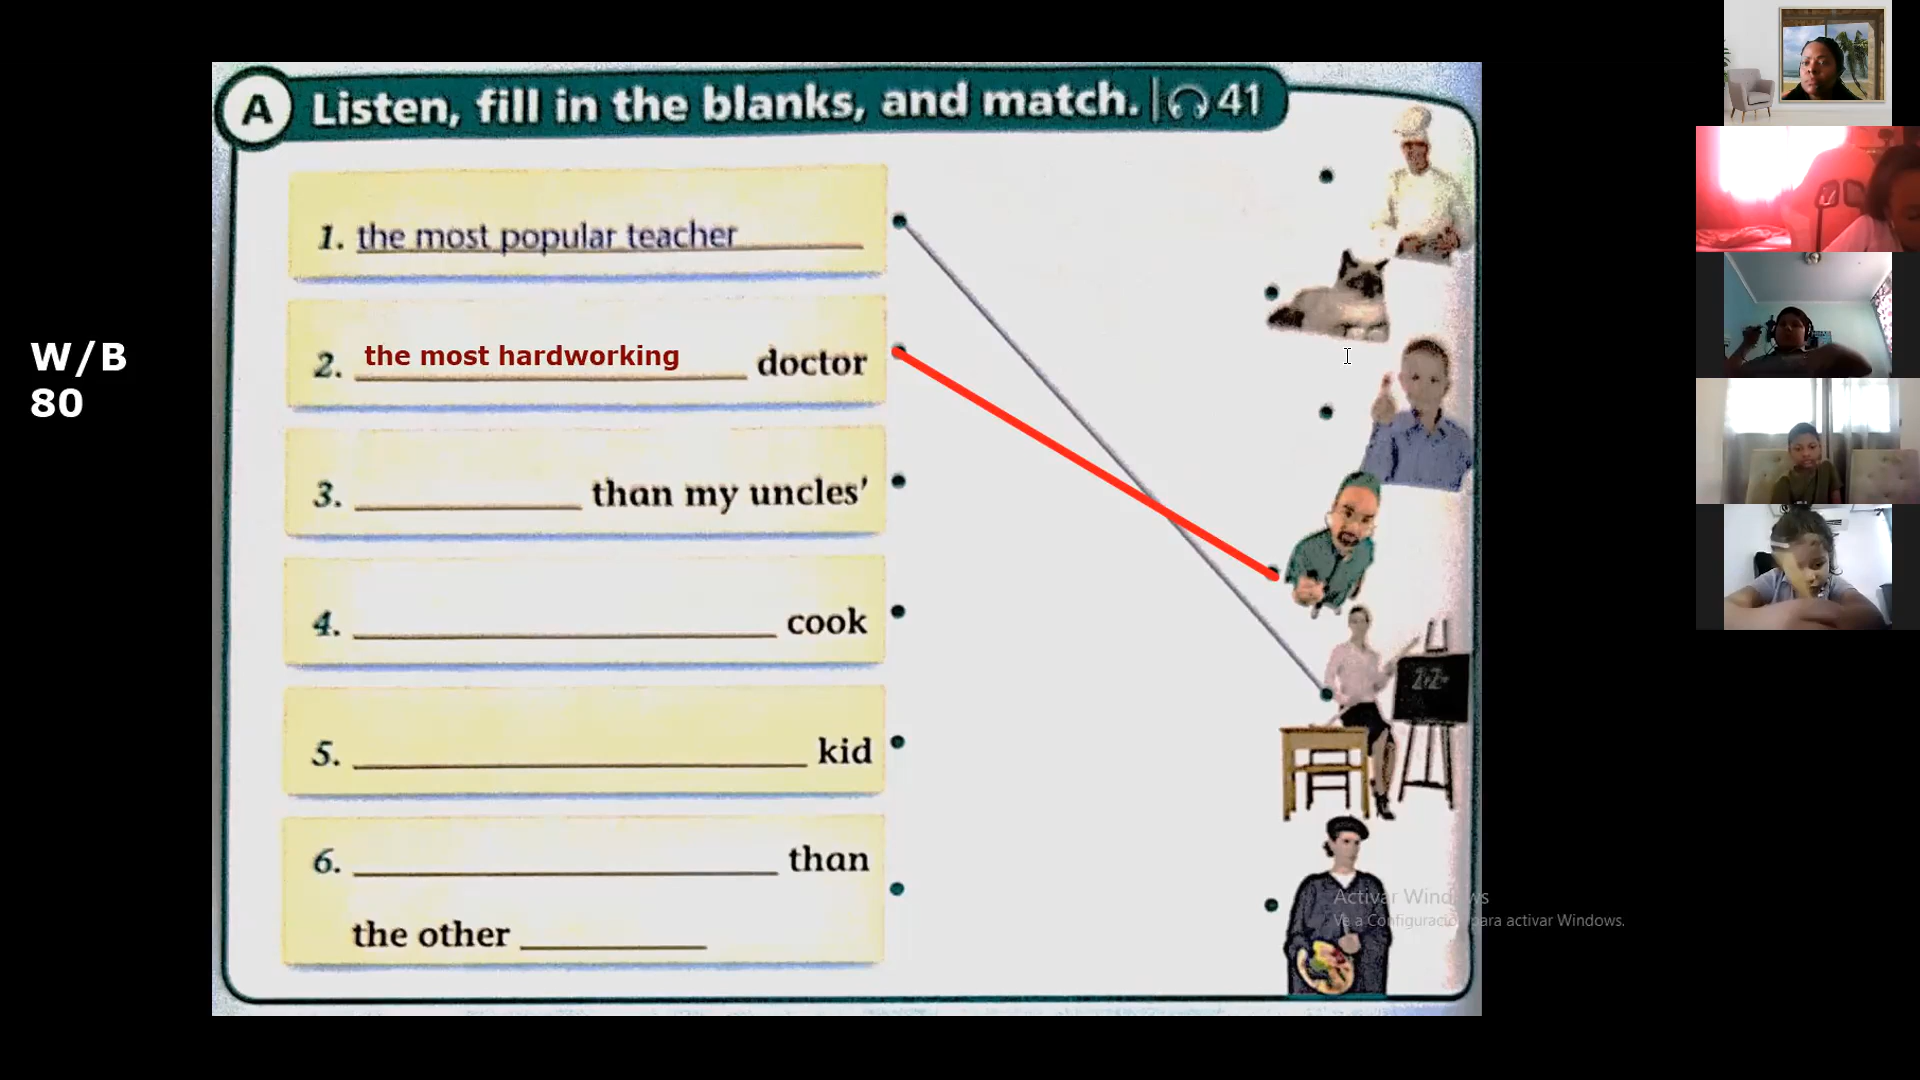 A Listen, fill in the blanks, and match. 41
1. the most popular teacher
2. the most hardworking doctor
3. than my uncles'
4. cook
5. kid
6. than
the other
W/B
80
2+2=
Activar Windows
Ve a Configuración para activar Windows.